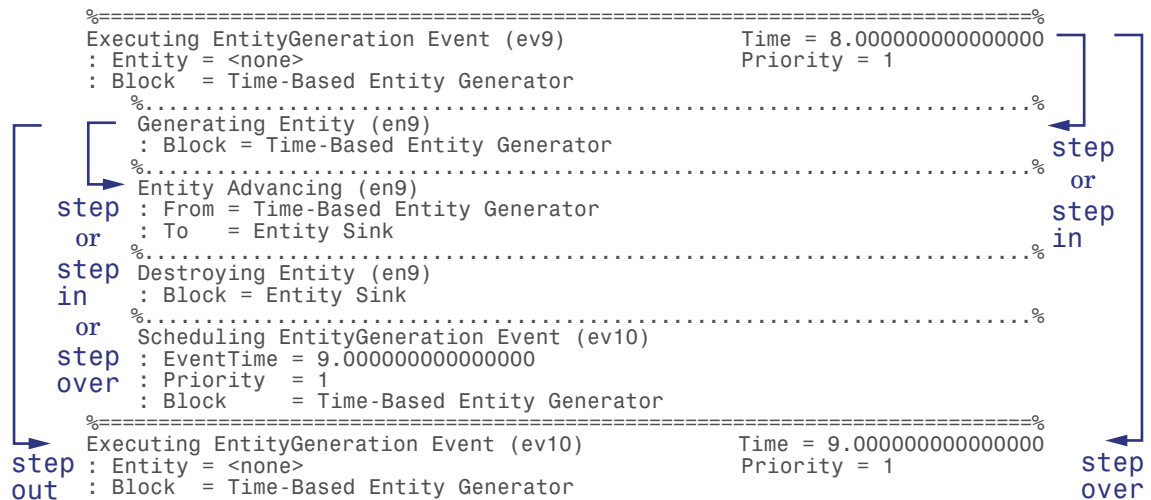 %==============================================================================%
Executing EntityGeneration Event (ev9) Time = 8.000000000000000
: Entity = <none> Priority = 1
: Block = Time-Based Entity Generator
%...........................................................................%
Generating Entity (en9)
: Block = Time-Based Entity Generator
%...........................................................................%
Entity Advancing (en9)
: From = Time-Based Entity Generator
: To = Entity Sink
%...........................................................................%
Destroying Entity (en9)
: Block = Entity Sink
%...........................................................................%
Scheduling EntityGeneration Event (ev10)
: EventTime = 9.000000000000000
: Priority = 1
: Block = Time-Based Entity Generator
%==============================================================================%
Executing EntityGeneration Event (ev10) Time = 9.000000000000000
: Entity = <none> Priority = 1
: Block = Time-Based Entity Generator
step
or
step
in
step
or
step
in
or
step
over
step
out
step
over